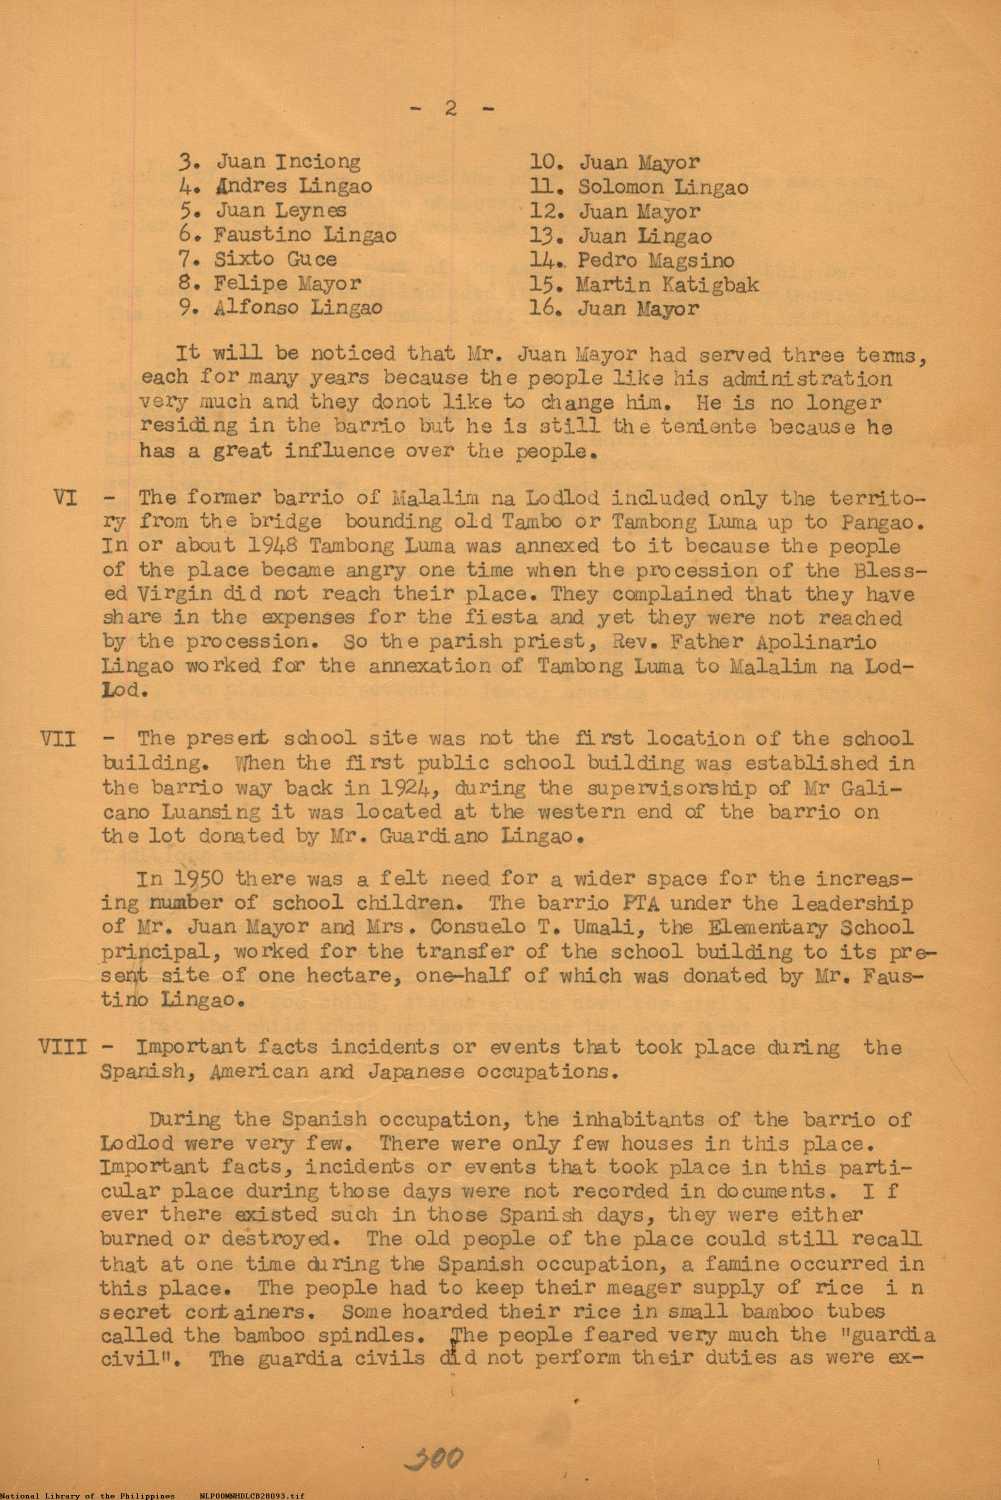 - 2 -
3. Juan Inciong
4. Andres Lingao
5. Juan Leynes
6. Faustino Lingao
7. Sixto Guce
8. Felipe Mayor
9. Alfonso Lingao
10. Juan Mayor
11. Solomon Lingao
12. Juan Mayor
13. Juan Lingao
14. Pedro Magsino
15. Martin Katigbak
16. Juan Mayor
It will be noticed that Mr. Juan Mayor had served three terms,
each for many years because the people like his administration
very much and they donot like to change him. He is no longer
residing in the barrio but he is still the teniente because he
has a great influence over the people.
VI - The former barrio of Malalim na Lodlod included only the territo-
ry from the bridge bounding old Tambo or Tambong Luma up to Pangao.
In or about 1948 Tambong Luma was annexed to it because the people
of the place became angry one time when the procession of the Bless-
ed Virgin did not reach their place. They complained that they have
share in the expenses for the fiesta and yet they were not reached
by the procession. So the parish priest, Rev. Father Apolinario
Lingao worked for the annexation of Tambong Luma to Malalim na Lod-
Lod.
VII - The present school site was not the first location of the school
building. When the first public school building was established in
the barrio way back in 1924, during the supervisorship of Mr Gali-
cano Luansing it was located at the western end of the barrio on
the lot donated by Mr. Guardiano Lingao.
In 1950 there was a felt need for a wider space for the increas-
ing number of school children. The barrio PTA under the leadership
of Mr. Juan Mayor and Mrs. Consuelo T. Umali, the Elementary School
principal, worked for the transfer of the school building to its pre-
sent site of one hectare, one-half of which was donated by Mr. Faus-
tino Lingao.
VIII - Important facts incidents or events that took place during the
Spanish, American and Japanese occupations.
During the Spanish occupation, the inhabitants of the barrio of
Lodlod were very few. There were only few houses in this place.
Important facts, incidents or events that took place in this parti-
cular place during those days were not recorded in documents. I f
ever there existed such in those Spanish days, they were either
burned or destroyed. The old people of the place could still recall
that at one time during the Spanish occupation, a famine occurred in
this place. The people had to keep their meager supply of rice i n
secret containers. Some hoarded their rice in small bamboo tubes
called the bamboo spindles. The people feared very much the "guardia
civil". The guardia civils did not perform their duties as were ex-
300
National Library of the Philippines NLPOOMNHDLCB28093.tif